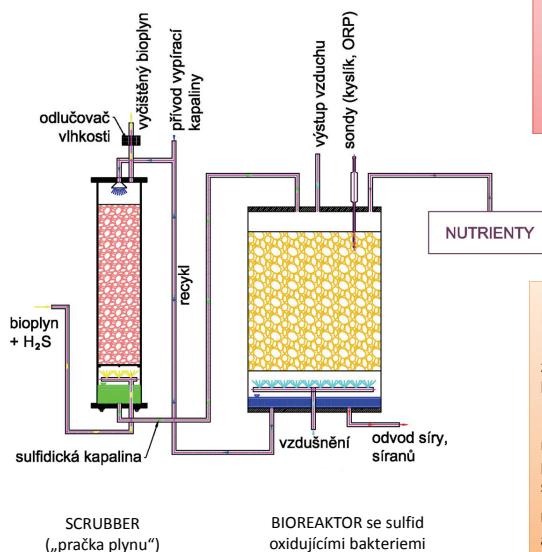 odlučovač
vlhkosti
vyčištěný bioplyn
přívod vypírací
kapaliny
výstup vzduchu
sondy (kyslík, ORP)
NUTRIENTY
recykl
bioplyn
+ H₂S
sulfidická kapalina
vzdušnění
odvod síry,
síranů
SCRUBBER
(„pračka plynu“)
BIOREAKTOR se sulfid
oxidujícími bakteriemi